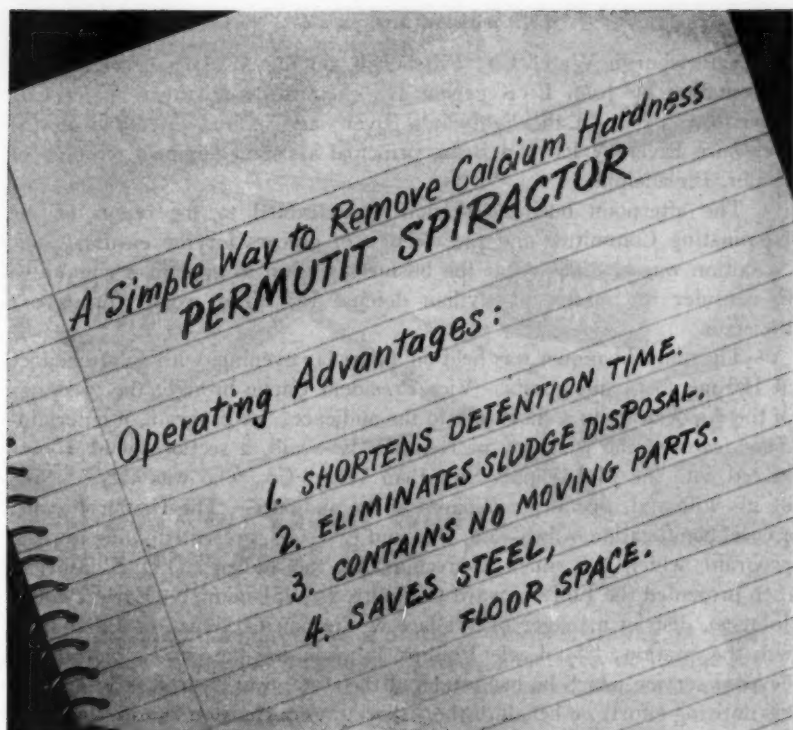 A Simple Way to Remove Calcium Hardness
PERMUTIT SPIRACTOR
Operating Advantages:
1. SHORTENS DETENTION TIME.
2. ELIMINATES SLUDGE DISPOSAL.
3. CONTAINS NO MOVING PARTS.
4. SAVES STEEL,
FLOOR SPACE.